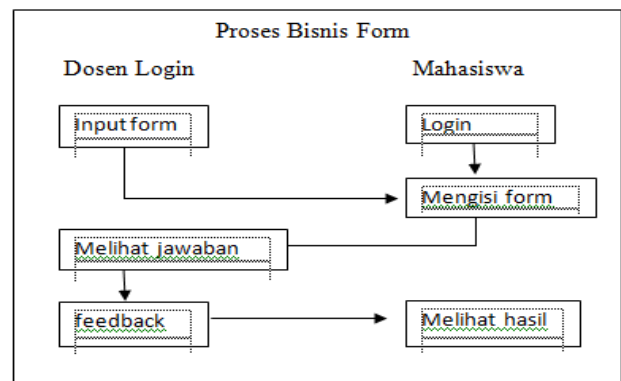 Proses Bisnis Form
Dosen Login
Mahasiswa
Input form
Login
Mengisi form
Melihat jawaban
feedback
Melihat hasil